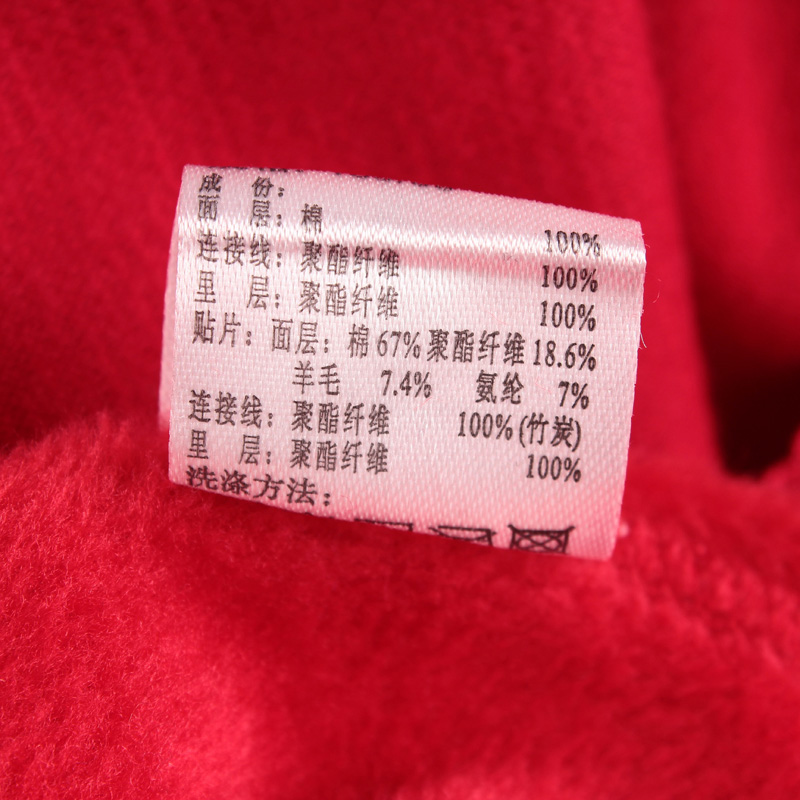 成 份：
面 层：棉 100%
连接线：聚酯纤维 100%
里 层：聚酯纤维 100%
贴片：面层：棉 67% 聚酯纤维 18.6%
羊毛 7.4% 氨纶 7%
连接线：聚酯纤维 100% (竹炭)
里 层：聚酯纤维 100%
洗涤方法：